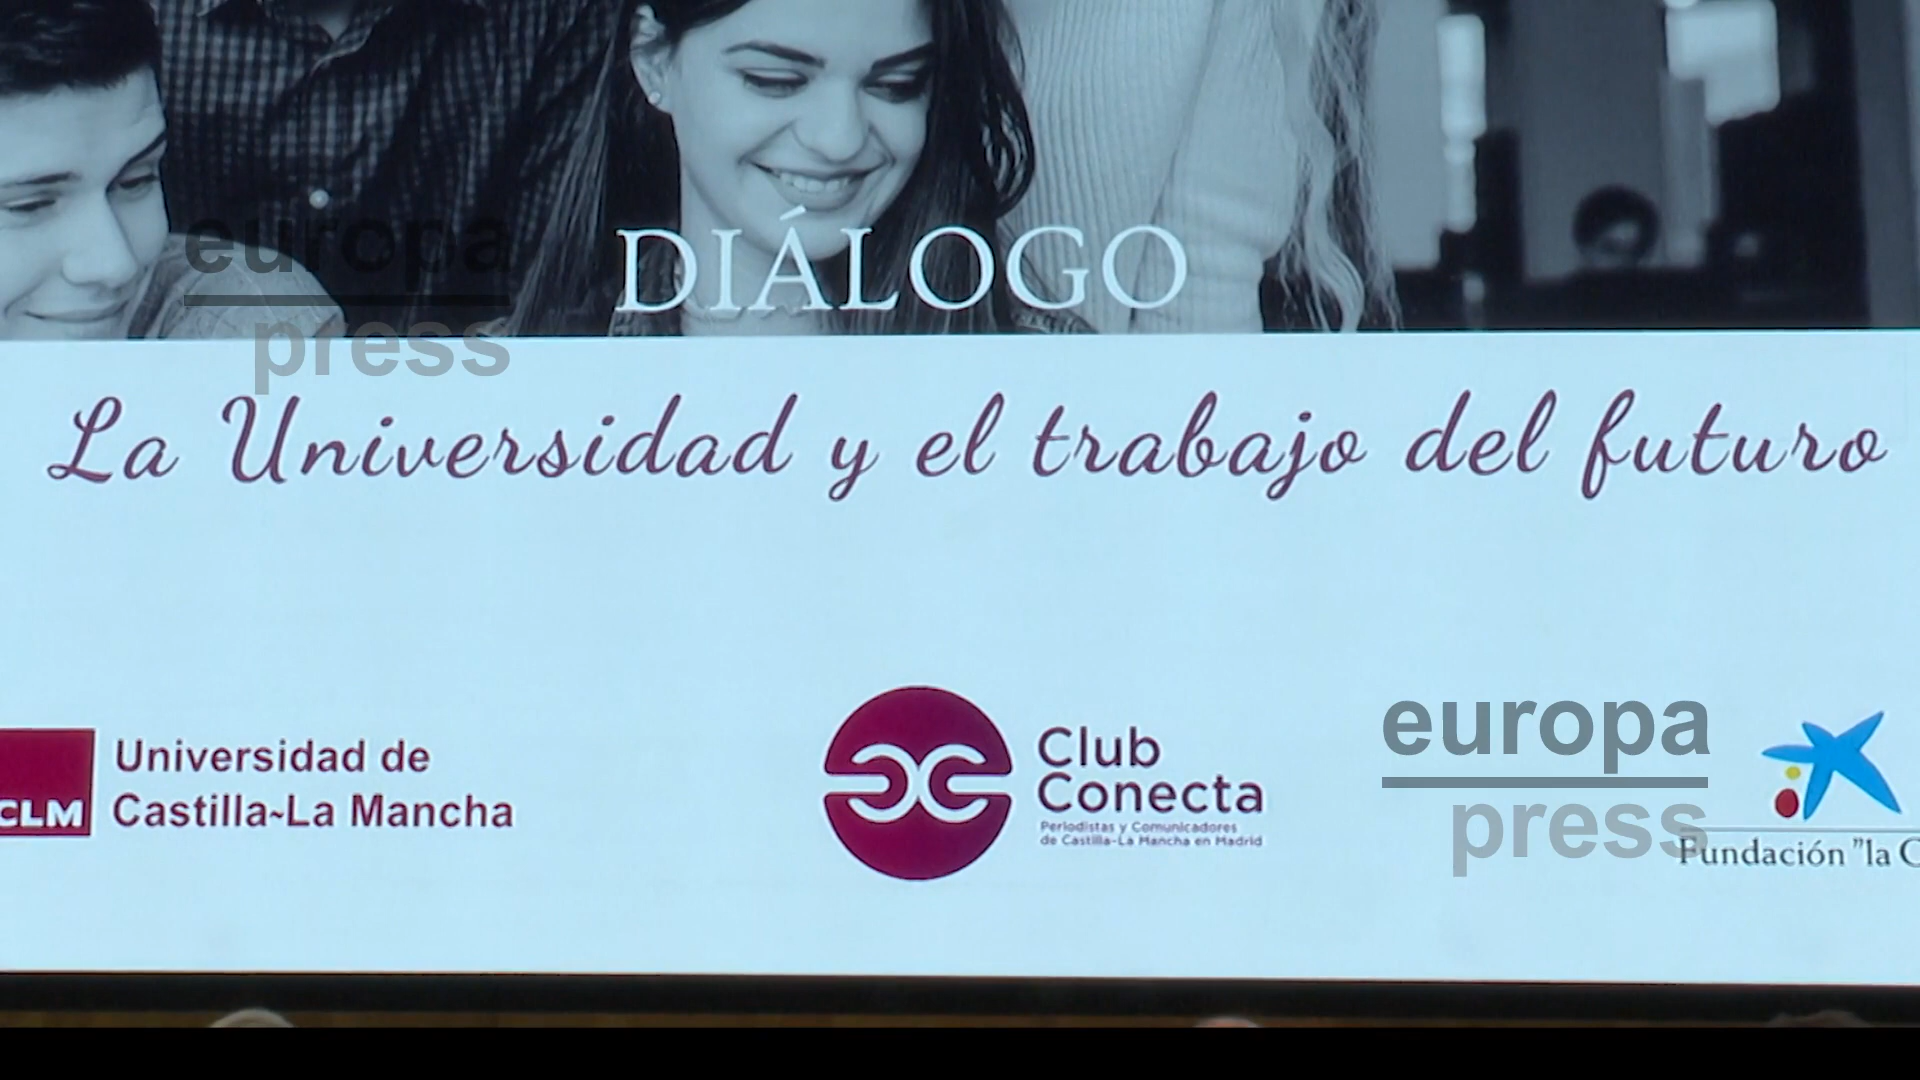 DIÁLOGO
europa
press
La Universidad y el trabajo del futuro
CLM
Universidad de
Castilla~La Mancha
Club
Conecta
Periodistas y Comunicadores
de Castilla-La Mancha en Madrid
europa
press
Fundación "la C